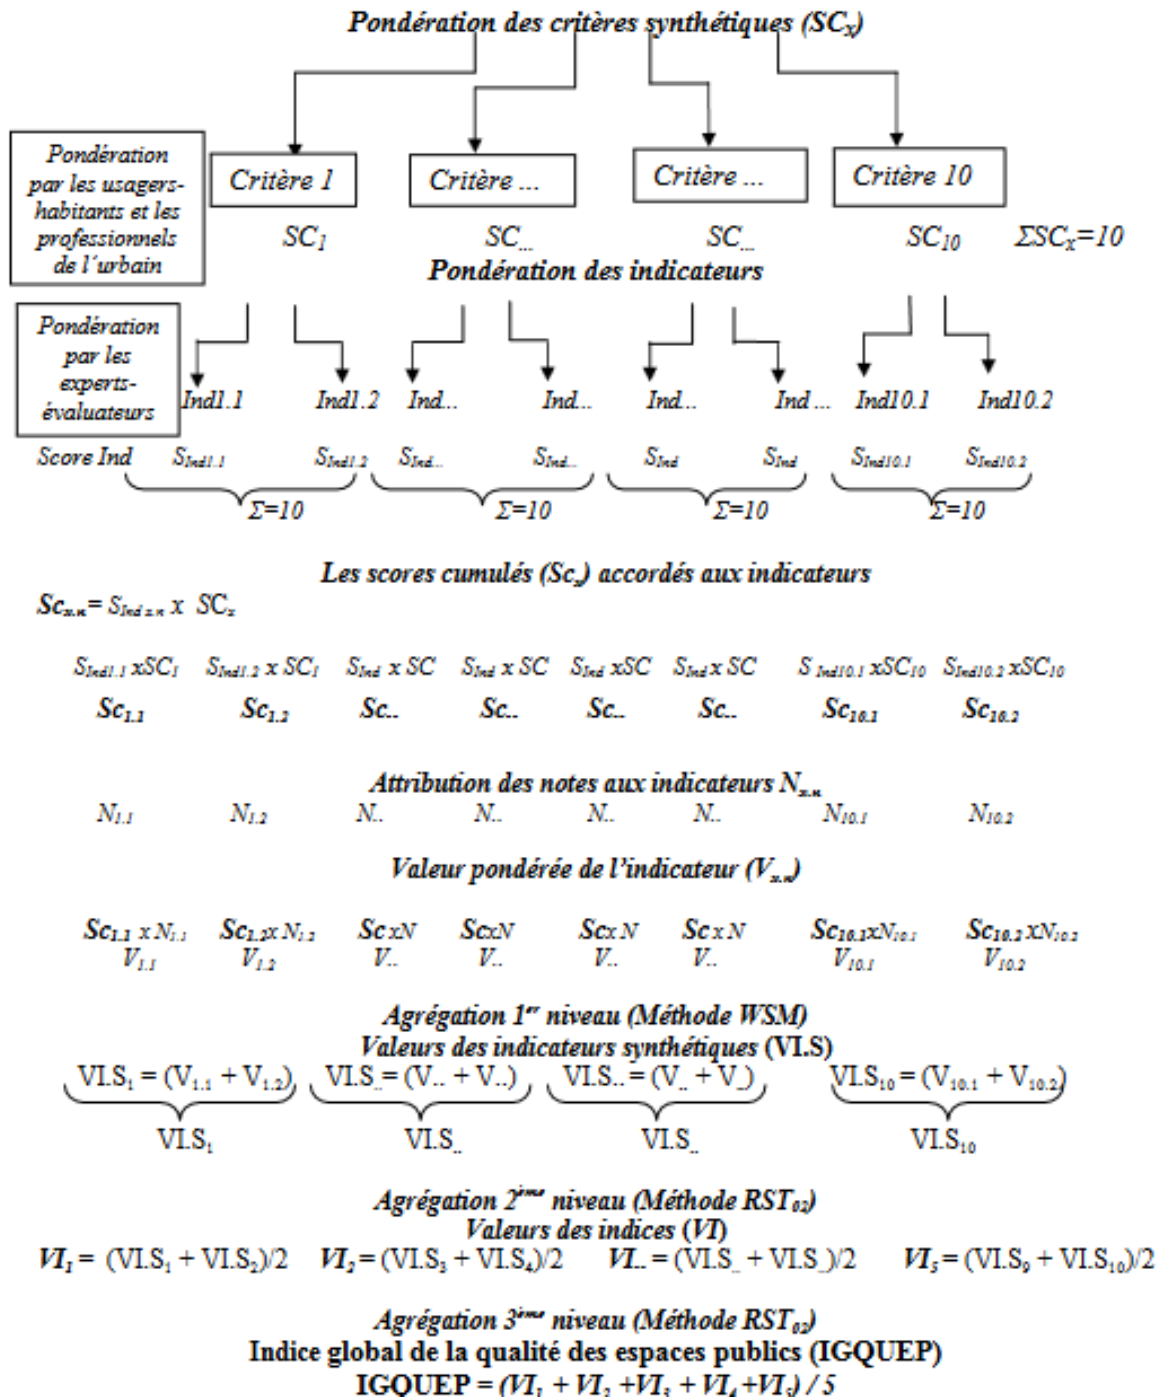 Pondération des critères synthétiques (SCx)
Pondération
par les usagers-
habitants et les
professionnels
de l´urbain
Critère 1
Critère ...
Critère ...
Critère 10
SC1
SC...
SC...
SC10
ΣSCx=10
Pondération des indicateurs
Pondération
par les
experts-
évaluateurs
Ind1.1
Ind1.2
Ind...
Ind...
Ind...
Ind ...
Ind10.1
Ind10.2
Score Ind
SInd1.1
SInd1.2
SInd...
SInd...
SInd
SInd
SInd10.1
SInd10.2
Σ=10
Σ=10
Σ=10
Σ=10
Les scores cumulés (Scx) accordés aux indicateurs
Scx.n= SInd x.n x SCx
SInd1.1 xSC1
SInd1.2 x SC1
SInd x SC
SInd x SC
SInd xSC
SInd x SC
S Ind10.1 xSC10
SInd10.2 xSC10
Sc1.1
Sc1.2
Sc..
Sc..
Sc..
Sc..
Sc10.1
Sc10.2
Attribution des notes aux indicateurs Nx.n
N1.1
N1.2
N..
N..
N..
N..
N10.1
N10.2
Valeur pondérée de l’indicateur (Vx.n)
Sc1.1 x N1.1
Sc1.2x N1.2
Sc xN
ScxN
Scx N
Sc x N
Sc10.1xN10.1
Sc10.2 xN10.2
V1.1
V1.2
V..
V..
V..
V..
V10.1
V10.2
Agrégation 1er niveau (Méthode WSM)
Valeurs des indicateurs synthétiques (VI.S)
VI.S1 = (V1.1 + V1.2)
VI.S..= (V.. + V..)
VI.S.. = (V.. + V..)
VI.S10 = (V10.1 + V10.2)
VI.S1
VI.S..
VI.S..
VI.S10
Agrégation 2ème niveau (Méthode RST02)
Valeurs des indices (VI)
VI1 = (VI.S1 + VI.S2)/2
VI2 = (VI.S3 + VI.S4)/2
VI.. = (VI.S.. + VI.S..)/2
VI5 = (VI.S9 + VI.S10)/2
Agrégation 3ème niveau (Méthode RST02)
Indice global de la qualité des espaces publics (IGQUEP)
IGQUEP = (VI1 + VI2 +VI3 + VI4 +VI5) / 5